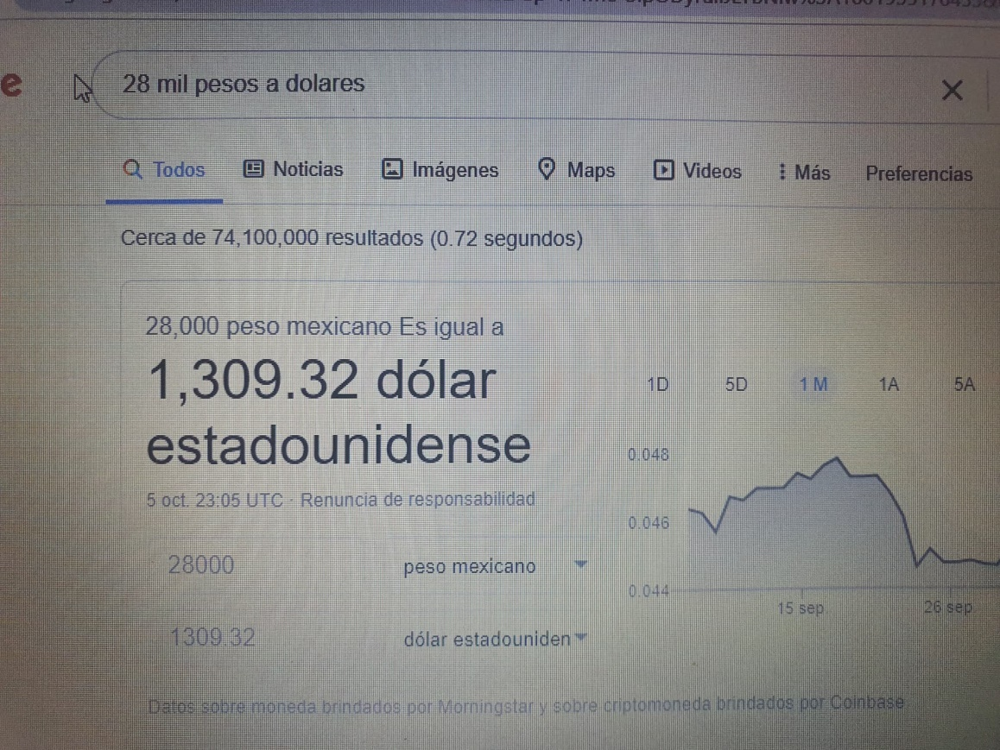 e
28 mil pesos a dolares
Todos Noticias Imágenes Maps Videos Más Preferencias
Cerca de 74,100,000 resultados (0.72 segundos)
28,000 peso mexicano Es igual a
1,309.32 dólar
estadounidense
5 oct. 23:05 UTC · Renuncia de responsabilidad
1D 5D 1 M 1A 5A
0.048
0.046
0.044
15 sep. 26 sep.
28000 peso mexicano
1309.32 dólar estadouniden
Datos sobre moneda brindados por Morningstar y sobre criptomoneda brindados por Coinbase